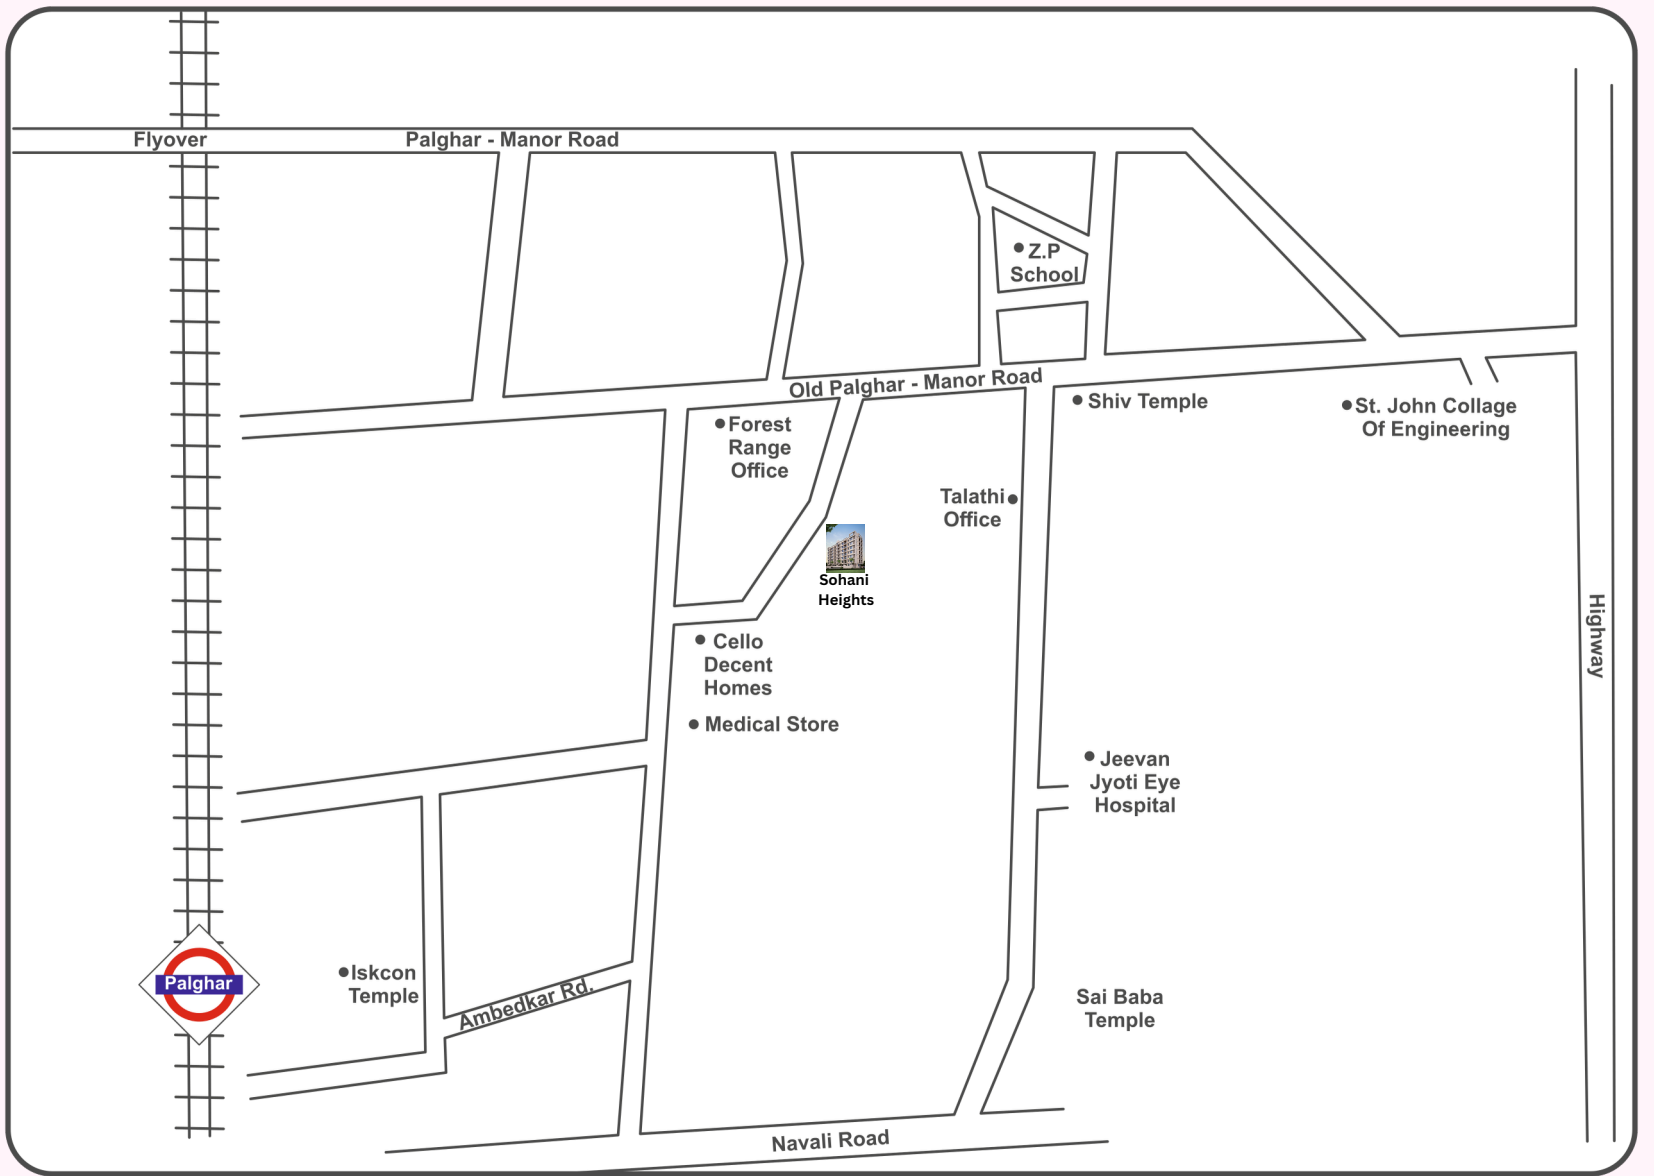 Flyover
Palghar - Manor Road
Z.P
School
Old Palghar - Manor Road
Shiv Temple
St. John Collage
Of Engineering
Forest
Range
Office
Talathi
Office
Sohani
Heights
Highway
Cello
Decent
Homes
Medical Store
Jeevan
Jyoti Eye
Hospital
Iskcon
Temple
Palghar
Ambedkar Rd.
Sai Baba
Temple
Navali Road